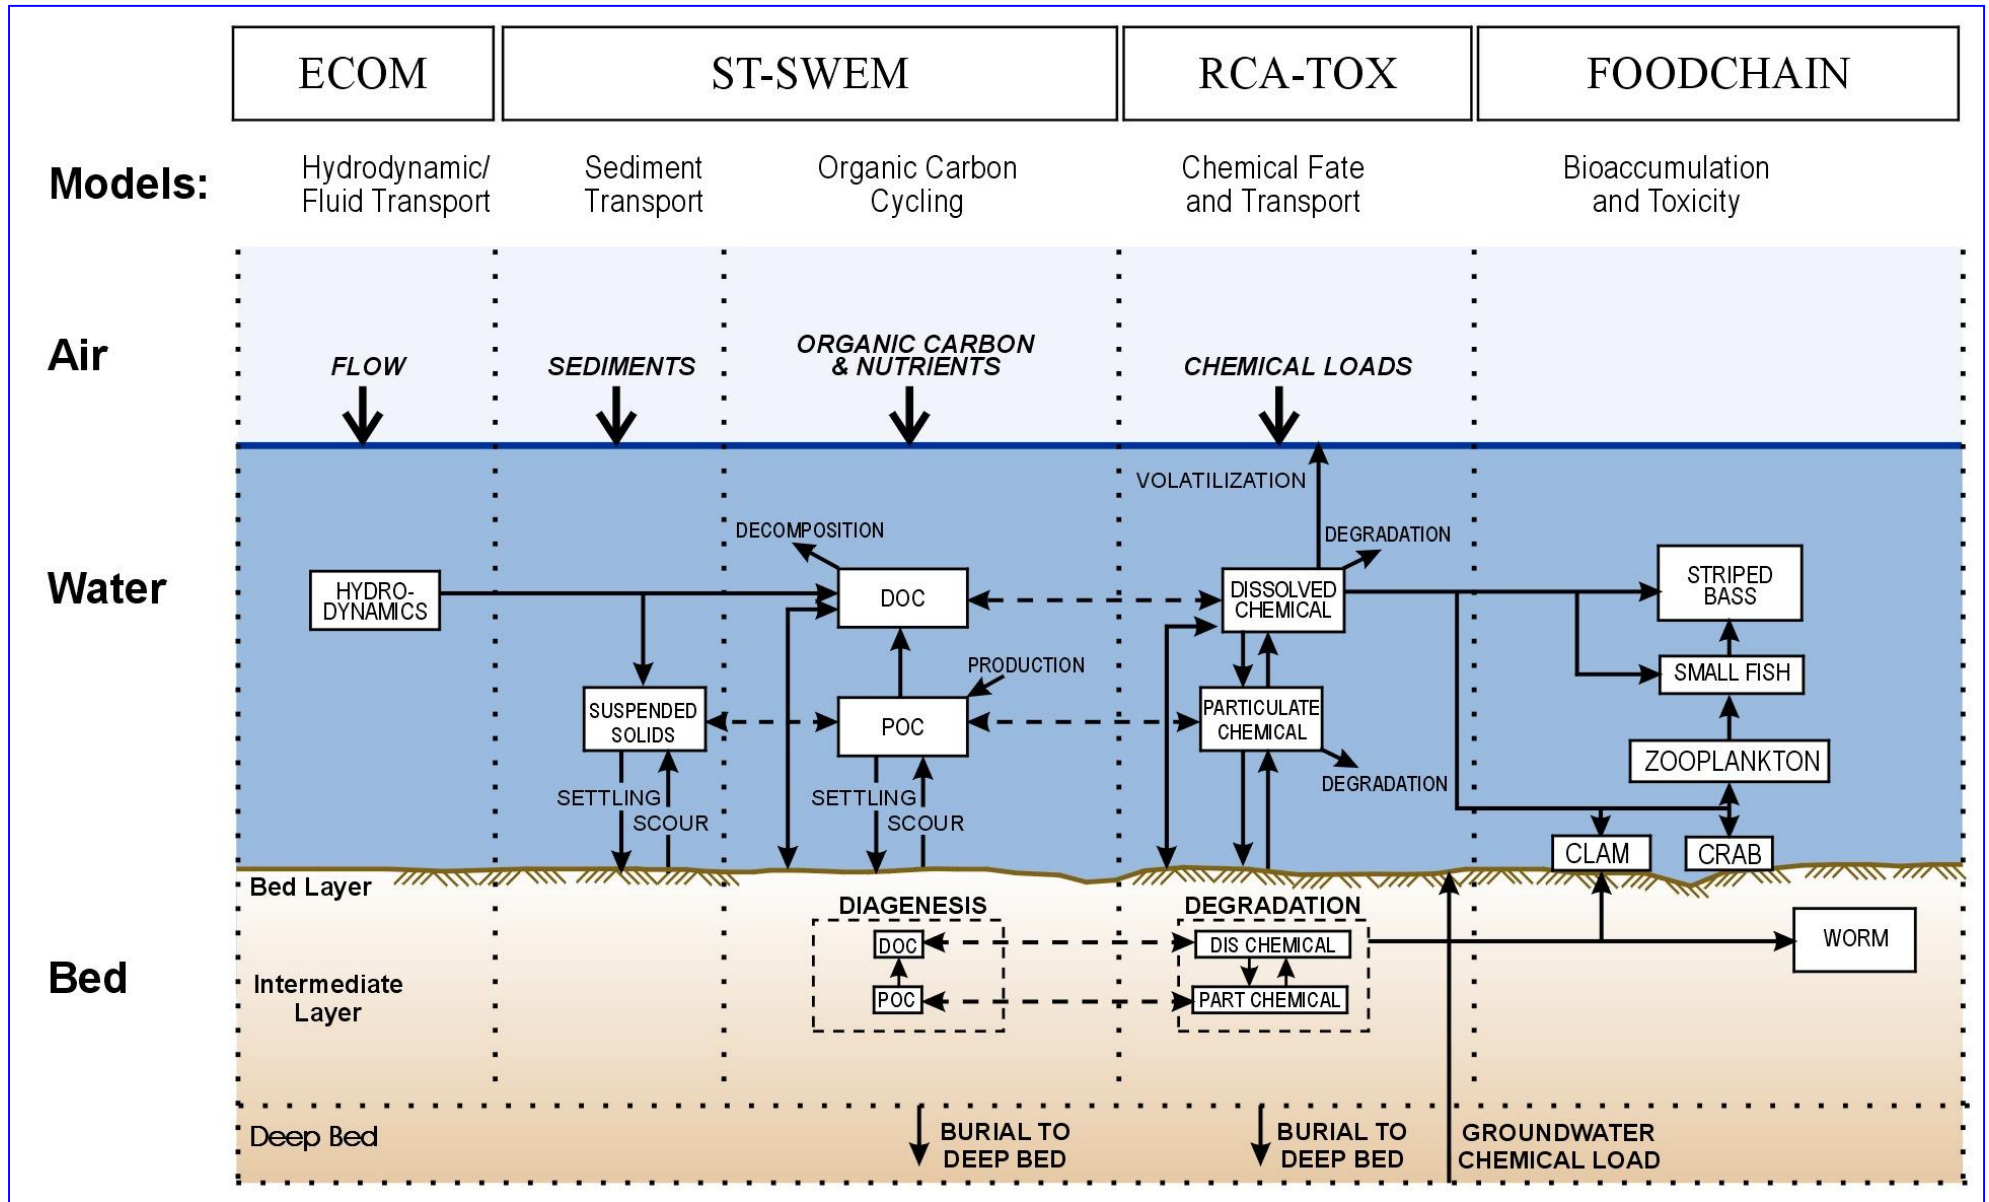 ECOM
ST-SWEM
RCA-TOX
FOODCHAIN
Models:
Hydrodynamic/
Fluid Transport
Sediment
Transport
Organic Carbon
Cycling
Chemical Fate
and Transport
Bioaccumulation
and Toxicity
Air
FLOW
SEDIMENTS
ORGANIC CARBON
& NUTRIENTS
CHEMICAL LOADS
Water
VOLATILIZATION
DECOMPOSITION
DEGRADATION
HYDRO-
DYNAMICS
DOC
DISSOLVED
CHEMICAL
STRIPED
BASS
PRODUCTION
SMALL FISH
SUSPENDED
SOLIDS
POC
PARTICULATE
CHEMICAL
ZOOPLANKTON
DEGRADATION
SETTLING
SCOUR
SETTLING
SCOUR
CLAM
CRAB
Bed
Bed Layer
DIAGENESIS
DEGRADATION
DOC
DIS CHEMICAL
WORM
Intermediate
Layer
POC
PART CHEMICAL
Deep Bed
BURIAL TO
DEEP BED
BURIAL TO
DEEP BED
GROUNDWATER
CHEMICAL LOAD